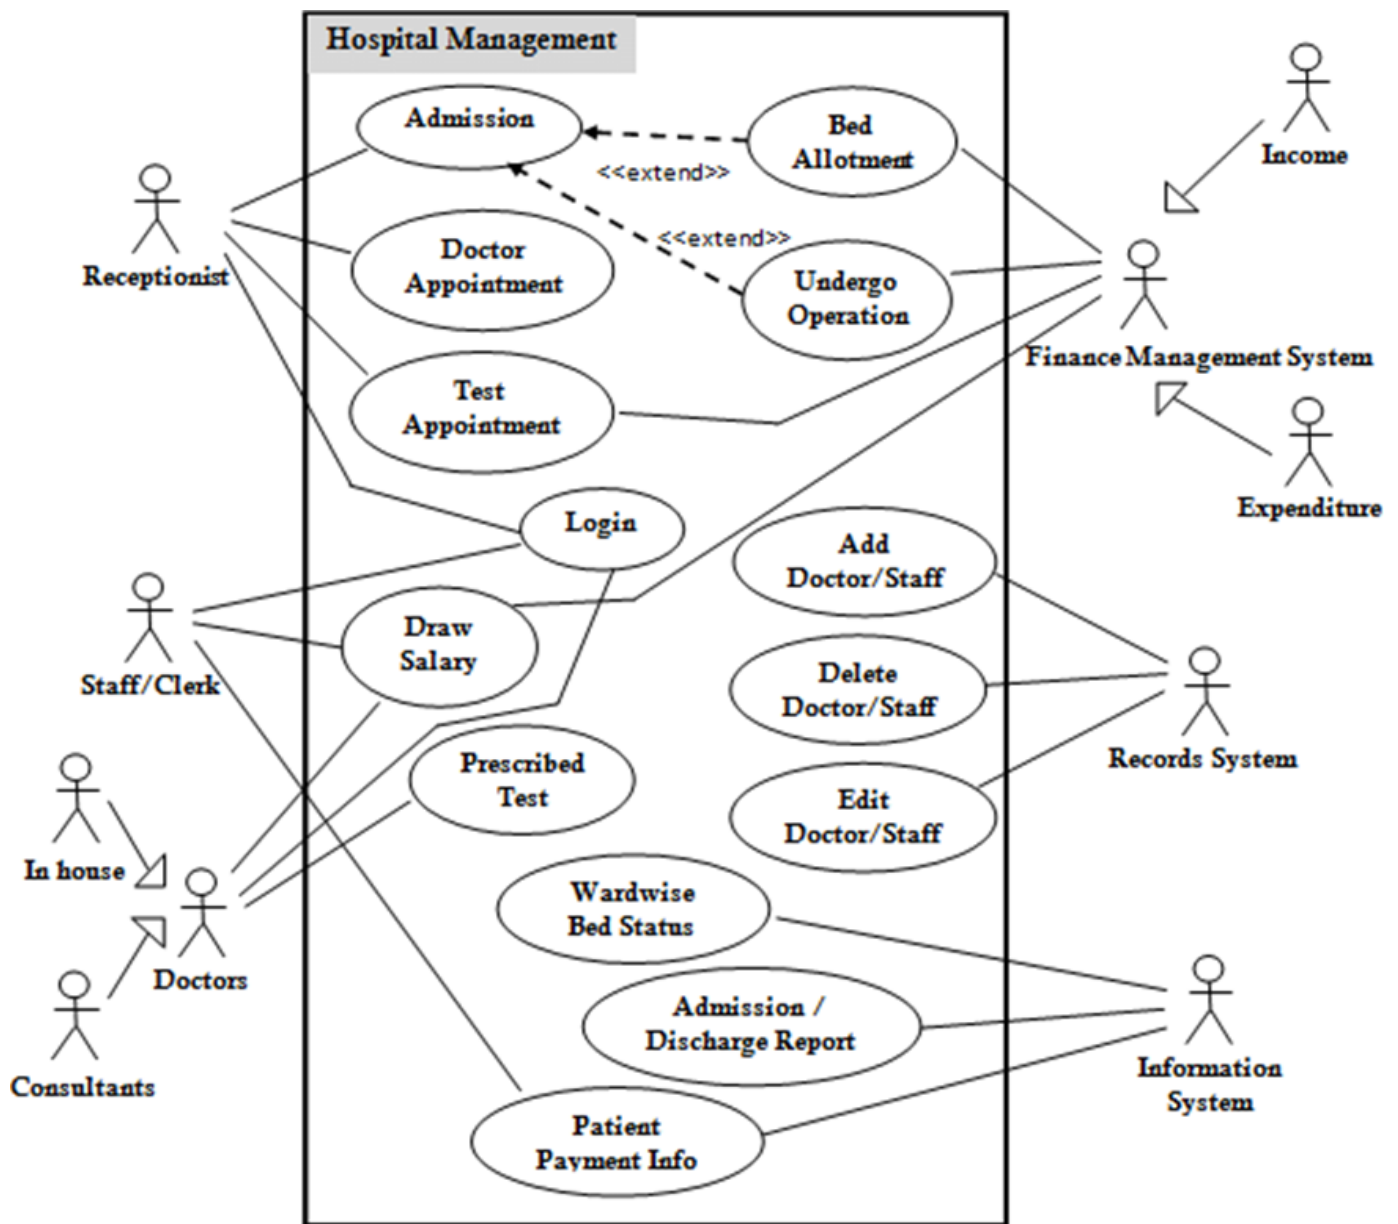 Hospital Management
Admission
Bed
Allotment
<<extend>>
Income
Receptionist
Doctor
Appointment
<<extend>>
Undergo
Operation
Finance Management System
Test
Appointment
Expenditure
Login
Add
Doctor/Staff
Staff/Clerk
Draw
Salary
Delete
Doctor/Staff
Records System
Prescribed
Test
Edit
Doctor/Staff
In house
Wardwise
Bed Status
Doctors
Admission /
Discharge Report
Consultants
Information
System
Patient
Payment Info